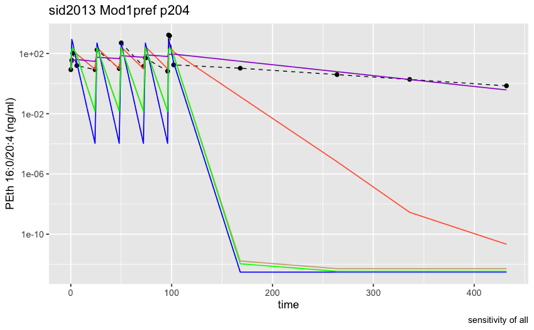 sid2013 Mod1pref p204
PEth 16:0/20:4 (ng/ml)
1e+02
1e-02
1e-06
1e-10
0
100
200
300
400
time
sensitivity of all